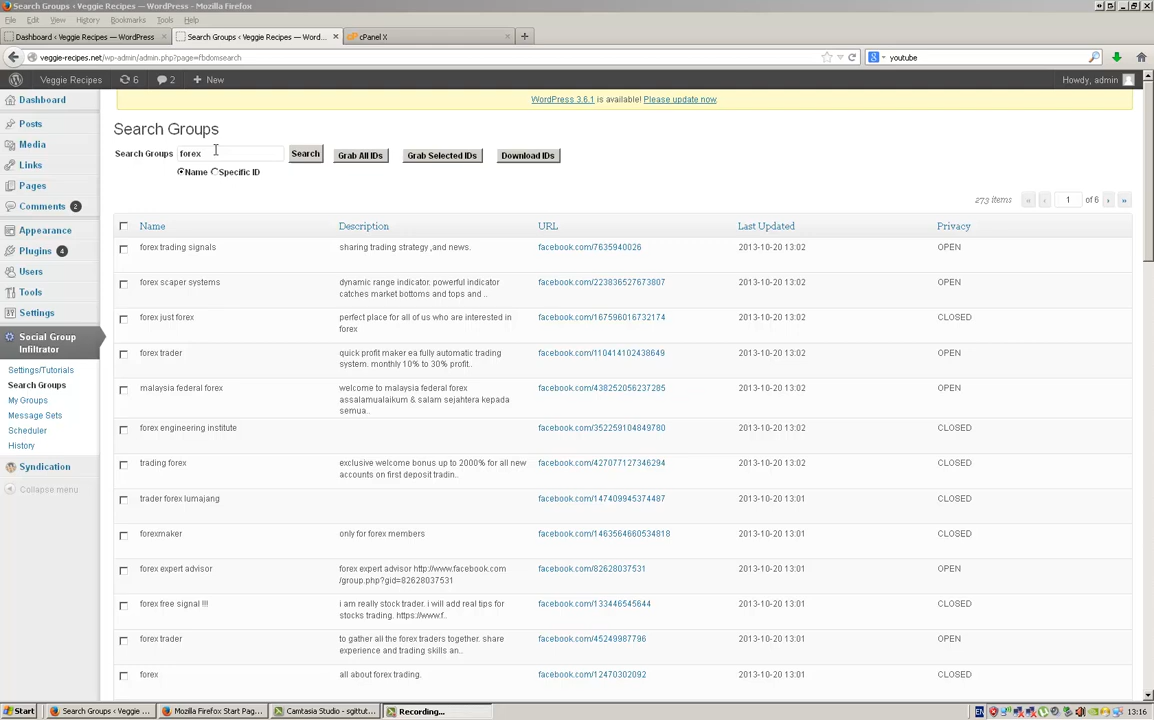 Search Groups ‹ Veggie Recipes — WordPress - Mozilla Firefox
File Edit View History Bookmarks Tools Help
Dashboard ‹ Veggie Recipes — WordPress × Search Groups ‹ Veggie Recipes — Word... × cPanel X ×
veggie-recipes.net/wp-admin/admin.php?page=fbdomsearch youtube
Veggie Recipes 6 2 + New Howdy, admin
Dashboard
Posts
Media
Links
Pages
Comments 2
Appearance
Plugins 4
Users
Tools
Settings
Social Group
Infiltrator
Settings/Tutorials
Search Groups
My Groups
Message Sets
Scheduler
History
Syndication
Collapse menu
WordPress 3.6.1 is available! Please update now.
Search Groups
Search Groups forex Search Grab All IDs Grab Selected IDs Download IDs
Name Specific ID
273 items « ‹ 1 of 6 › »
Name Description URL Last Updated Privacy
forex trading signals sharing trading strategy ,and news. facebook.com/7635940026 2013-10-20 13:02 OPEN
forex scaper systems dynamic range indicator. powerful indicator facebook.com/223836527673807 2013-10-20 13:02 OPEN
catches market bottoms and tops and ..
forex just forex perfect place for all of us who are interested in facebook.com/167596016732174 2013-10-20 13:02 CLOSED
forex
forex trader quick profit maker ea fully automatic trading facebook.com/110414102438649 2013-10-20 13:02 OPEN
system. monthly 10% to 30% profit..
malaysia federal forex welcome to malaysia federal forex facebook.com/438252056237285 2013-10-20 13:02 OPEN
assallamualaikum & salam sejahtera kepada
semua..
forex engineering institute facebook.com/352259104849780 2013-10-20 13:02 CLOSED
trading forex exclusive welcome bonus up to 2000% for all new facebook.com/427077127346294 2013-10-20 13:02 CLOSED
accounts on first deposit tradin..
trader forex lumajang facebook.com/147409945374487 2013-10-20 13:01 CLOSED
forexmaker only for forex members facebook.com/1463564660534818 2013-10-20 13:01 CLOSED
forex expert advisor forex expert advisor http://www.facebook.com facebook.com/82628037531 2013-10-20 13:01 OPEN
/group.php?gid=82628037531
forex free signal !!! i am really stock trader. i will add real tips for facebook.com/133446545644 2013-10-20 13:01 CLOSED
stocks trading. https://www.f..
forex trader to gather all the forex traders together. share facebook.com/45249987796 2013-10-20 13:01 OPEN
experience and trading skills an..
forex all about forex trading. facebook.com/12470302092 2013-10-20 13:01 CLOSED
Start Search Groups ‹ Veggie ... Mozilla Firefox Start Pag... Camtasia Studio - sgittut... Recording... EN 13:16